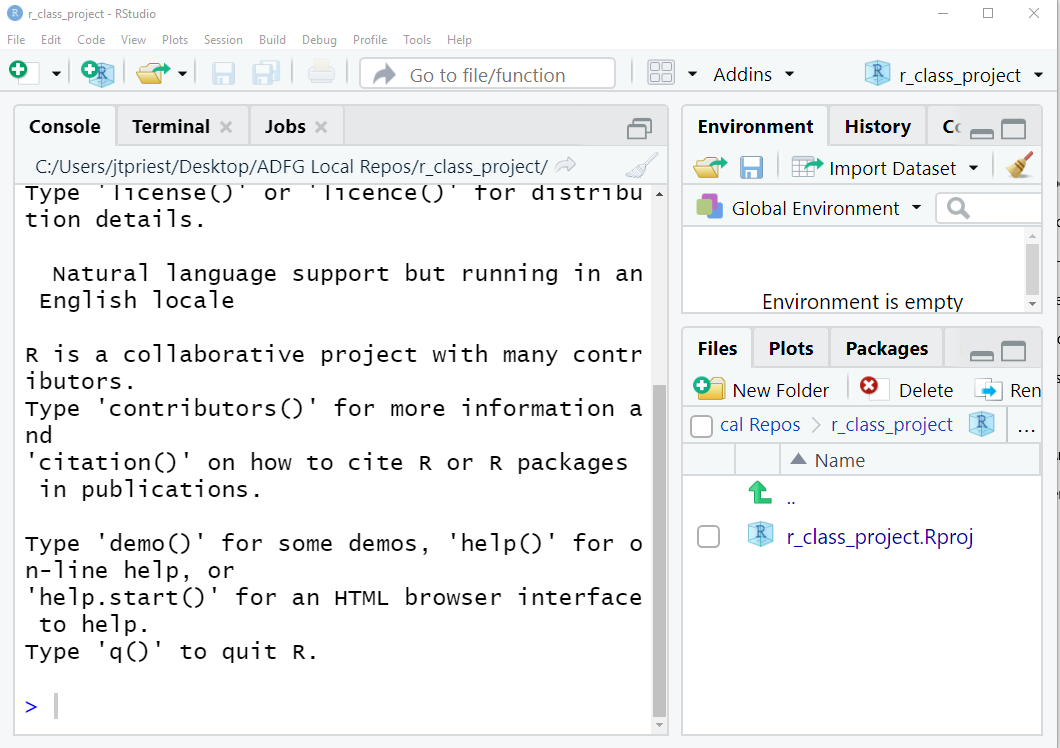 r_class_project - RStudio
File Edit Code View Plots Session Build Debug Profile Tools Help
Go to file/function Addins r_class_project
Console Terminal Jobs
C:/Users/jtpriest/Desktop/ADFG Local Repos/r_class_project/
Type 'license()' or 'licence()' for distribu
tion details.
Natural language support but running in an
English locale
R is a collaborative project with many contr
ibutors.
Type 'contributors()' for more information a
nd
'citation()' on how to cite R or R packages
in publications.
Type 'demo()' for some demos, 'help()' for o
n-line help, or
'help.start()' for an HTML browser interface
to help.
Type 'q()' to quit R.
>
Environment History Co
Import Dataset
Global Environment
Environment is empty
Files Plots Packages
New Folder Delete Ren
cal Repos r_class_project R ...
Name
..
r_class_project.Rproj